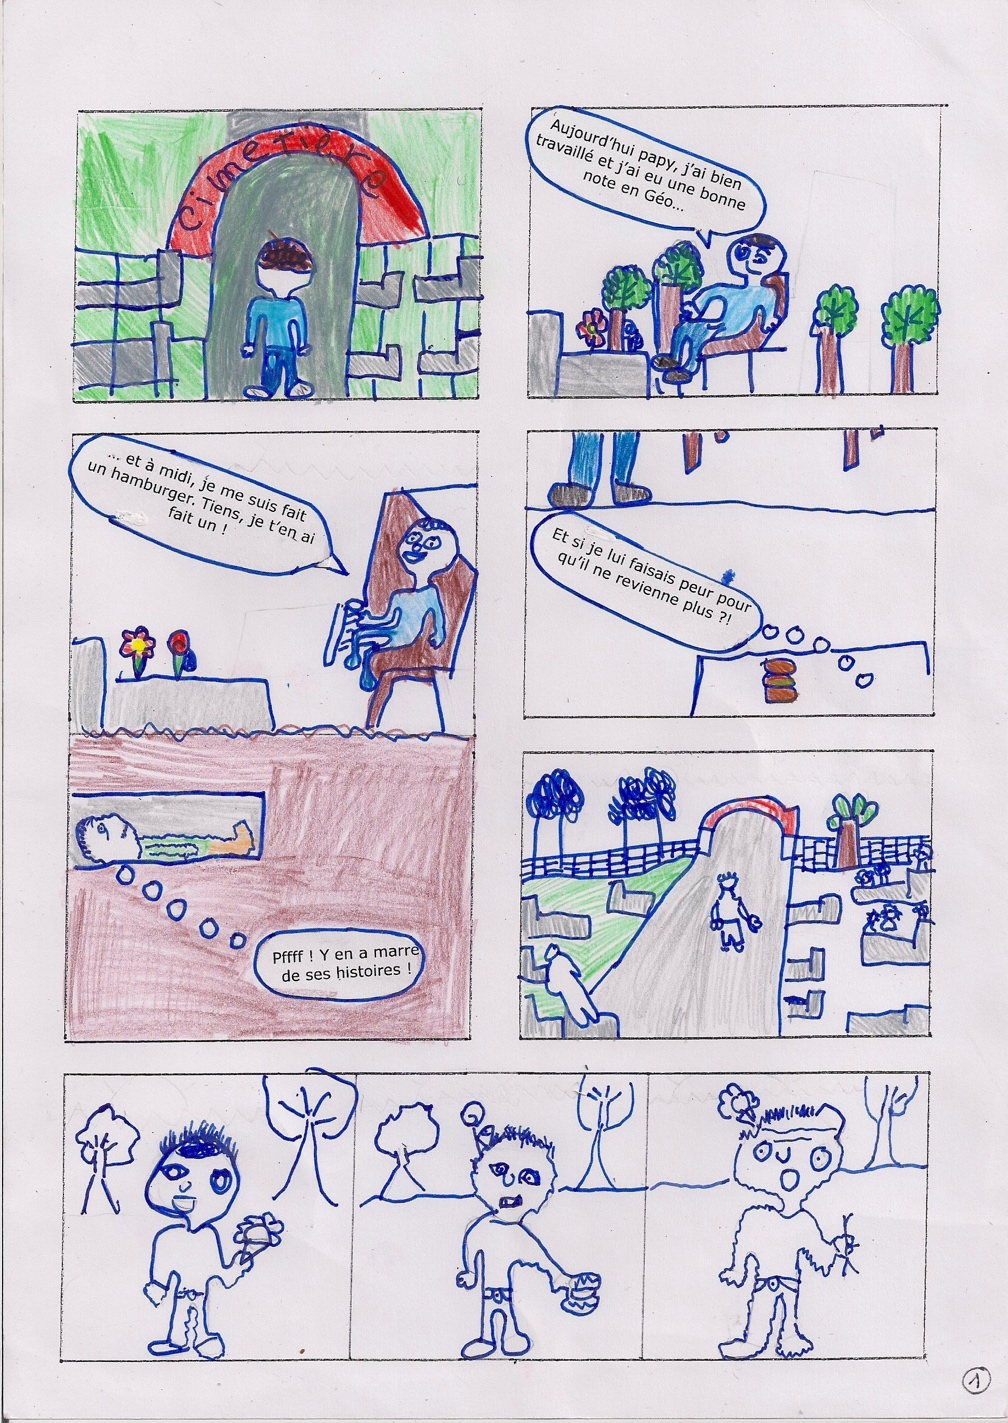 Cimetière
Aujourd'hui papy, j'ai bien
travaillé et j'ai eu une bonne
note en Géo...
... et à midi, je me suis fait
un hamburger. Tiens, je t'en ai
fait un !
Pffff ! Y en a marre
de ses histoires !
Et si je lui faisais peur pour
qu'il ne revienne plus ?!
1